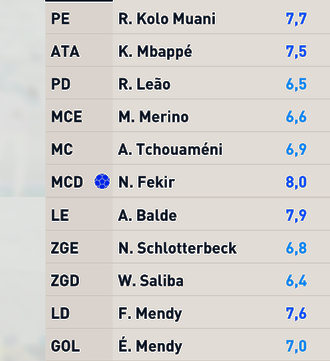 PE R. Kolo Muani 7,7
ATA K. Mbappé 7,5
PD R. Leão 6,5
MCE M. Merino 6,6
MC A. Tchouaméni 6,9
MCD N. Fekir 8,0
LE A. Balde 7,9
ZGE N. Schlotterbeck 6,8
ZGD W. Saliba 6,4
LD F. Mendy 7,6
GOL É. Mendy 7,0